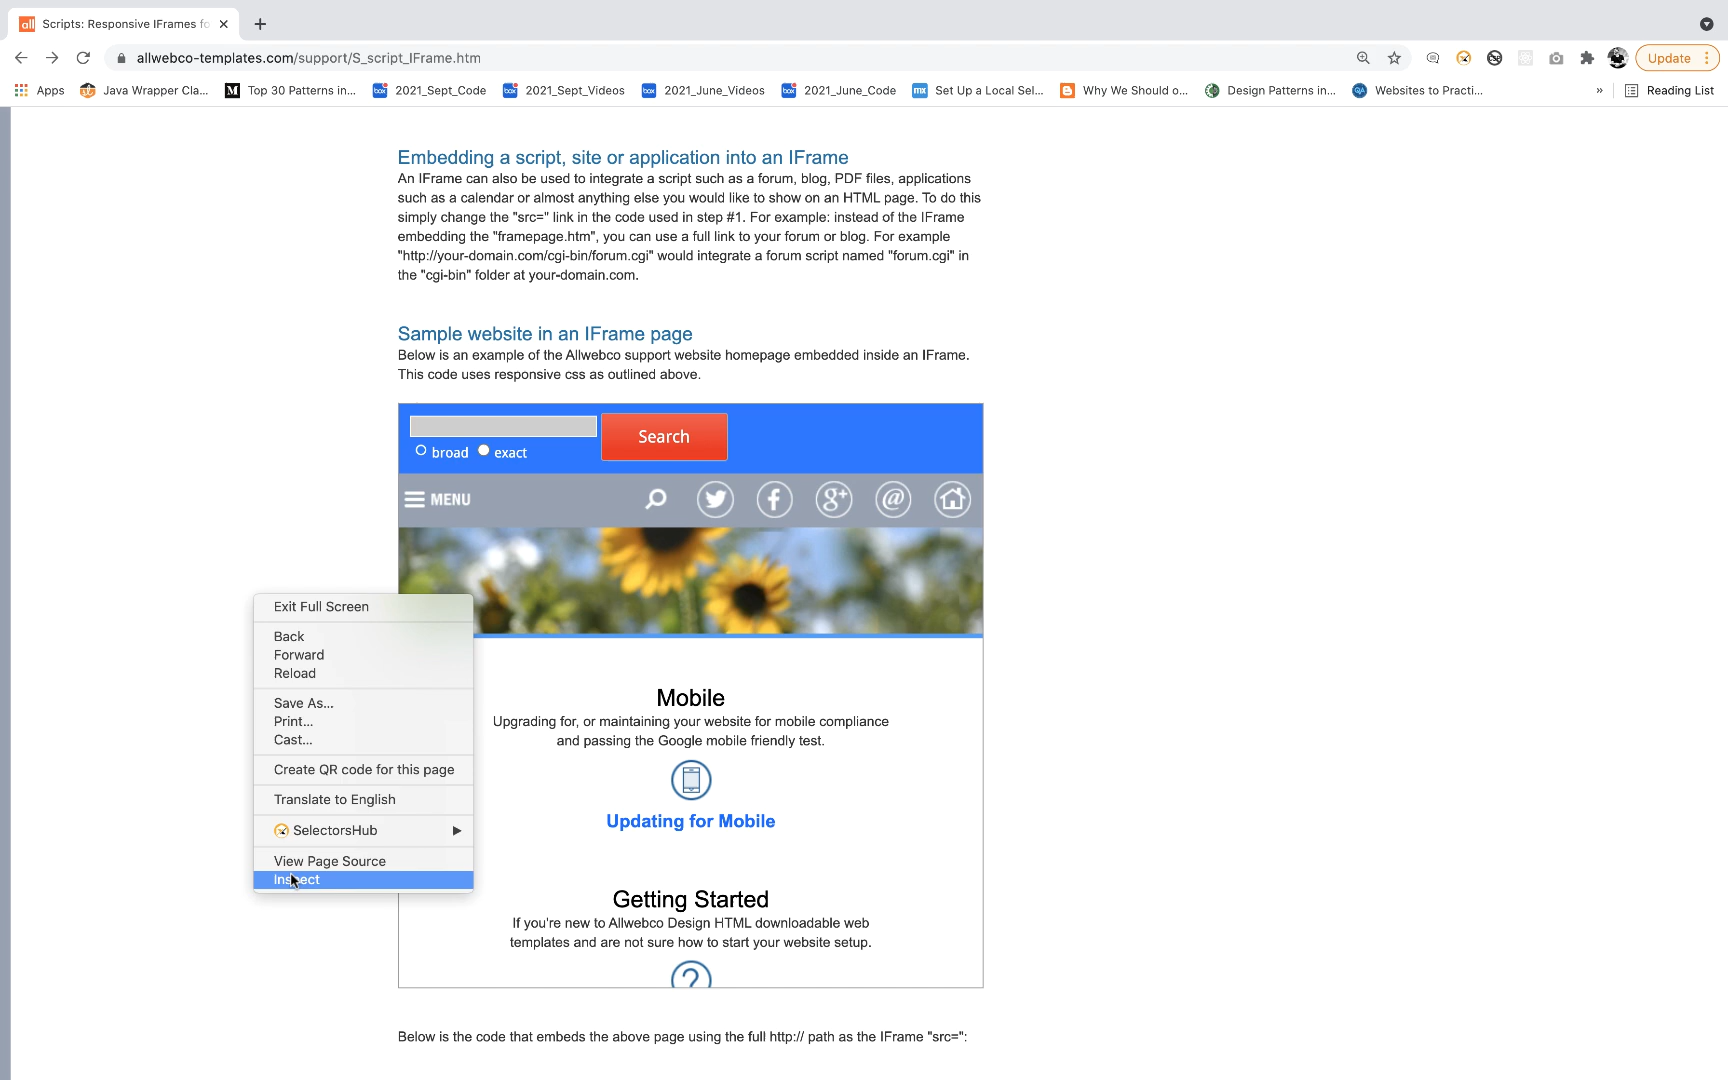 all
Scripts: Responsive IFrames fo
allwebco-templates.com/support/S_script_IFrame.htm
Update
Apps
Java Wrapper Cla...
M
Top 30 Patterns in...
box
2021_Sept_Code
box
2021_Sept_Videos
box
2021_June_Videos
box
2021_June_Code
mx
Set Up a Local Sel...
Why We Should o...
Design Patterns in...
QA
Websites to Practi...
»
Reading List
Embedding a script, site or application into an IFrame
An IFrame can also be used to integrate a script such as a forum, blog, PDF files, applications
such as a calendar or almost anything else you would like to show on an HTML page. To do this
simply change the "src=" link in the code used in step #1. For example: instead of the IFrame
embedding the "framepage.htm", you can use a full link to your forum or blog. For example
"http://your-domain.com/cgi-bin/forum.cgi" would integrate a forum script named "forum.cgi" in
the "cgi-bin" folder at your-domain.com.
Sample website in an IFrame page
Below is an example of the Allwebco support website homepage embedded inside an IFrame.
This code uses responsive css as outlined above.
Search
broad
exact
MENU
f
g+
@
Exit Full Screen
Back
Forward
Reload
Save As...
Print...
Cast...
Create QR code for this page
Translate to English
SelectorsHub
View Page Source
Inspect
Mobile
Upgrading for, or maintaining your website for mobile compliance
and passing the Google mobile friendly test.
Updating for Mobile
Getting Started
If you're new to Allwebco Design HTML downloadable web
templates and are not sure how to start your website setup.
?
Below is the code that embeds the above page using the full http:// path as the IFrame "src=":